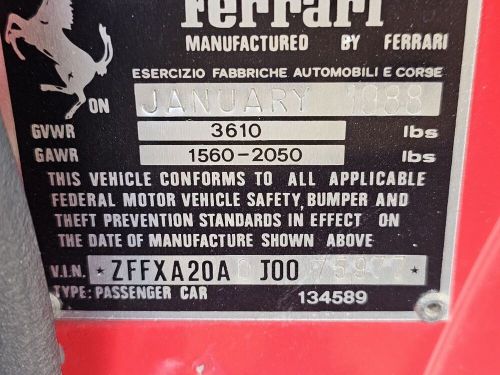 Ferrari
MANUFACTURED BY FERRARI
ESERCIZIO FABBRICHE AUTOMOBILI E CORSE
ON JANUARY 1988
GVWR 3610 lbs
GAWR 1560-2050 lbs
THIS VEHICLE CONFORMS TO ALL APPLICABLE
FEDERAL MOTOR VEHICLE SAFETY, BUMPER AND
THEFT PREVENTION STANDARDS IN EFFECT ON
THE DATE OF MANUFACTURE SHOWN ABOVE
V.I.N. * ZFFXA20A J00 *
TYPE: PASSENGER CAR 134589